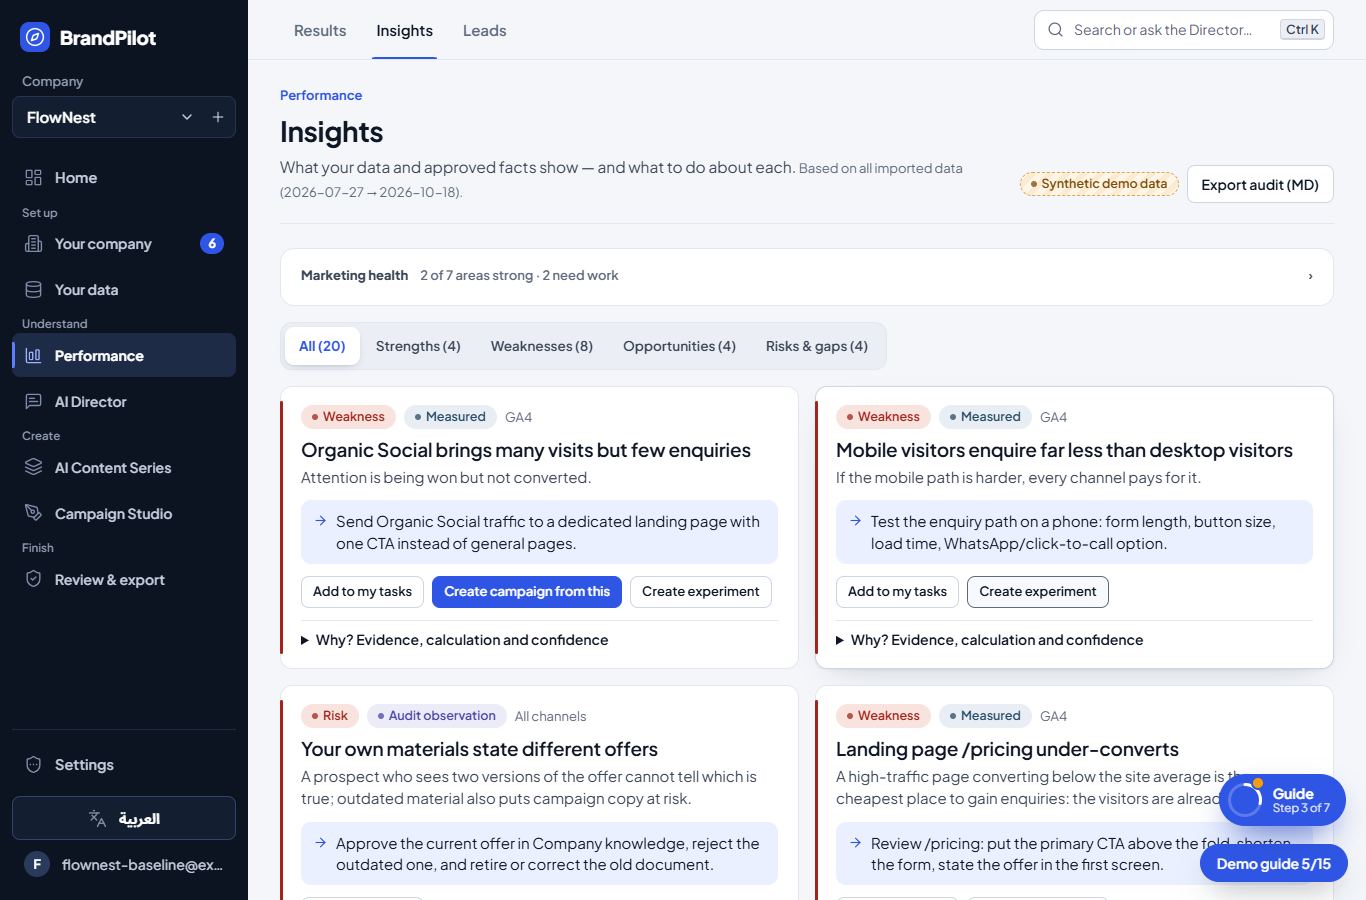 BrandPilot
Company
FlowNest
Home
Set up
Your company 6
Your data
Understand
Performance
AI Director
Create
AI Content Series
Campaign Studio
Finish
Review & export
Settings
العربية
F flownest-baseline@ex...
Results Insights Leads
Search or ask the Director... Ctrl K
Performance
Insights
What your data and approved facts show — and what to do about each. Based on all imported data
(2026-07-27 → 2026-10-18).
Synthetic demo data
Export audit (MD)
Marketing health 2 of 7 areas strong · 2 need work
All (20) Strengths (4) Weaknesses (8) Opportunities (4) Risks & gaps (4)
Weakness Measured GA4
Organic Social brings many visits but few enquiries
Attention is being won but not converted.
→ Send Organic Social traffic to a dedicated landing page with
one CTA instead of general pages.
Add to my tasks Create campaign from this Create experiment
Why? Evidence, calculation and confidence
Weakness Measured GA4
Mobile visitors enquire far less than desktop visitors
If the mobile path is harder, every channel pays for it.
→ Test the enquiry path on a phone: form length, button size,
load time, WhatsApp/click-to-call option.
Add to my tasks Create experiment
Why? Evidence, calculation and confidence
Risk Audit observation All channels
Your own materials state different offers
A prospect who sees two versions of the offer cannot tell which is
true; outdated material also puts campaign copy at risk.
→ Approve the current offer in Company knowledge, reject the
outdated one, and retire or correct the old document.
Weakness Measured GA4
Landing page /pricing under-converts
A high-traffic page converting below the site average is
cheapest place to gain enquiries: the visitors are
→ Review /pricing: put the primary CTA above the fold,
the form, state the offer in the first screen.
Guide
Step 3 of 7
Demo guide 5/15